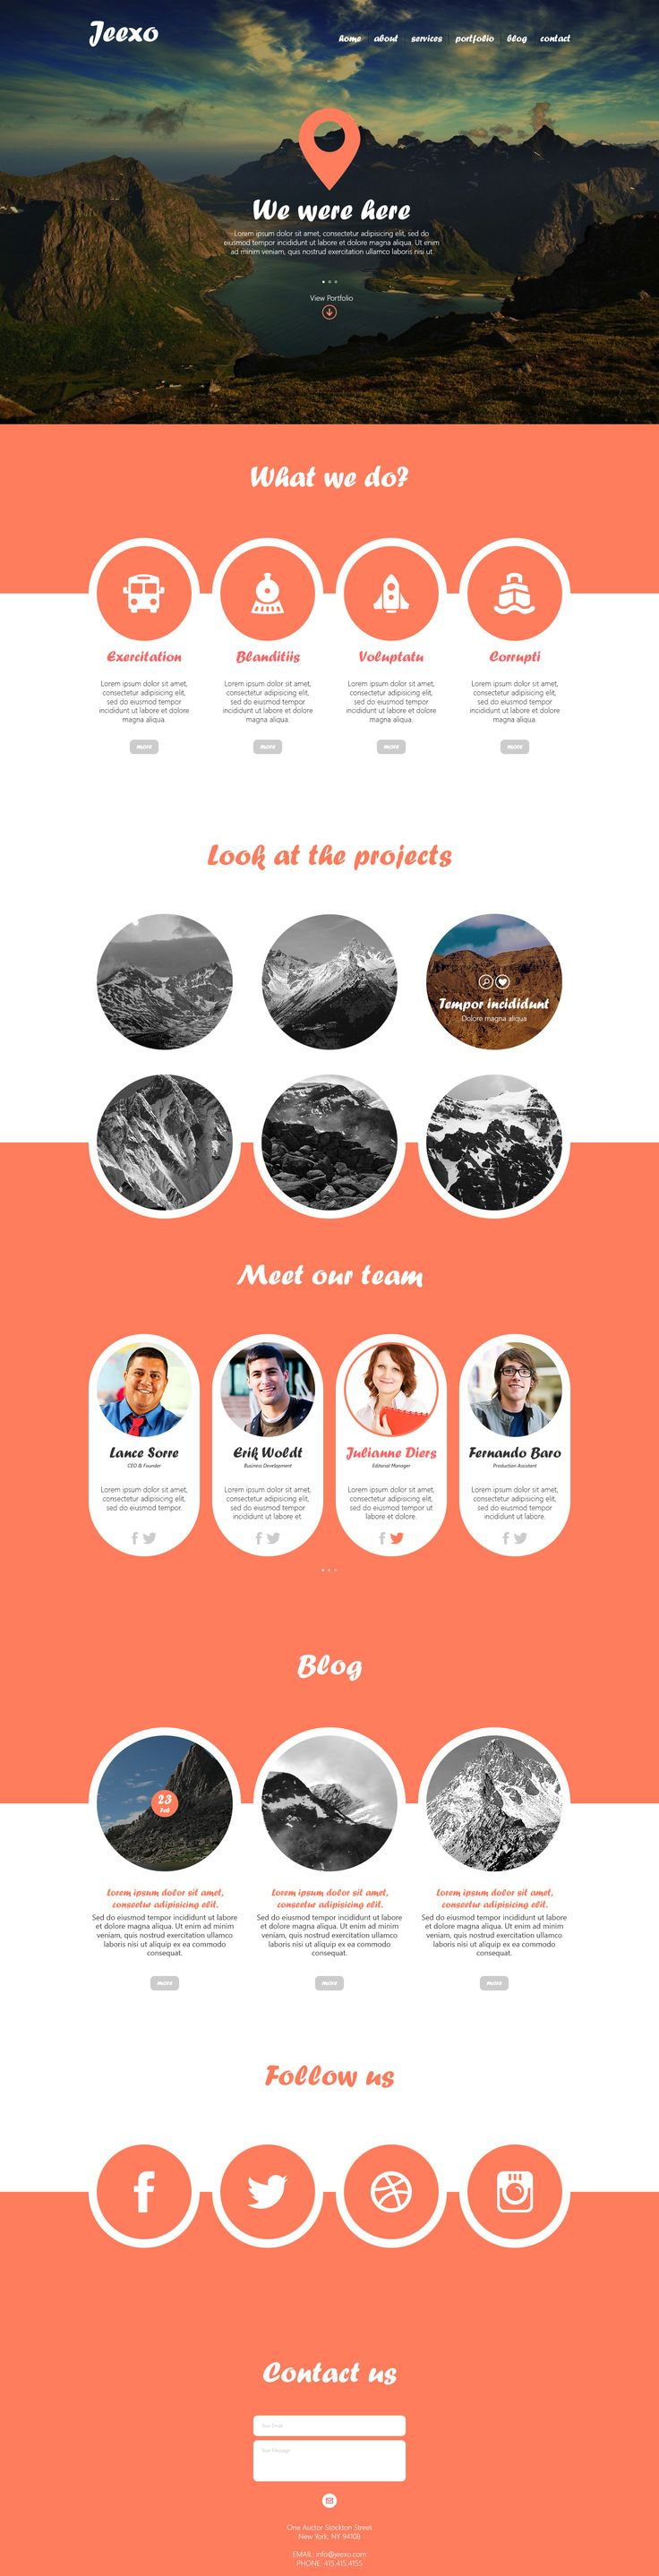 Jeexo
home about services portfolio blog contact
We were here
Lorem ipsum dolor sit amet, consectetur adipisicing elit, sed do
eiusmod tempor incididunt ut labore et dolore magna aliqua. Ut enim
ad minim veniam, quis nostrud exercitation ullamco laboris nisi ut
View Portfolio
What we do?
Exercitation
Lorem ipsum dolor sit amet,
consectetur adipisicing elit,
sed do eiusmod tempor
incididunt ut labore et dolore
magna aliqua.
more
Blanditiis
Lorem ipsum dolor sit amet,
consectetur adipisicing elit,
sed do eiusmod tempor
incididunt ut labore et dolore
magna aliqua.
more
Voluptatu
Lorem ipsum dolor sit amet,
consectetur adipisicing elit,
sed do eiusmod tempor
incididunt ut labore et dolore
magna aliqua.
more
Corrupti
Lorem ipsum dolor sit amet,
consectetur adipisicing elit,
sed do eiusmod tempor
incididunt ut labore et dolore
magna aliqua.
more
Look at the projects
Tempor incididunt
Dolore magna aliqua
Meet our team
Lance Sorre
CEO & Founder
Lorem ipsum dolor sit amet,
consectetur adipisicing elit,
sed do eiusmod tempor.
Erik Woldt
Business Development
Lorem ipsum dolor sit amet,
consectetur adipisicing elit,
sed do eiusmod tempor
incididunt ut labore et.
Julianne Diers
Editorial Manager
Lorem ipsum dolor sit amet,
consectetur adipisicing elit,
sed do eiusmod tempor ut
labore et dolore.
Fernando Baro
Production Assistant
Lorem ipsum dolor sit amet,
consectetur adipisicing elit,
sed do eiusmod tempor
incididunt ut labore.
Blog
23
Feb
Lorem ipsum dolor sit amet,
consectur adipisicing elit.
Sed do eiusmod tempor incididunt ut labore
et dolore magna aliqua. Ut enim ad minim
veniam, quis nostrud exercitation ullamco
laboris nisi ut aliquip ex ea commodo
consequat.
more
Lorem ipsum dolor sit amet,
consectur adipisicing elit.
Sed do eiusmod tempor incididunt ut labore
et dolore magna aliqua. Ut enim ad minim
veniam, quis nostrud exercitation ullamco
laboris nisi ut aliquip ex ea commodo
consequat.
more
Lorem ipsum dolor sit amet,
consectur adipisicing elit.
Sed do eiusmod tempor incididunt ut labore
et dolore magna aliqua. Ut enim ad minim
veniam, quis nostrud exercitation ullamco
laboris nisi ut aliquip ex ea commodo
consequat.
more
Follow us
Contact us
Your Email
Your Message
One Auctor Stockton Street
New York, NY 94108
EMAIL: info@jeexo.com
PHONE: 415.415.4155